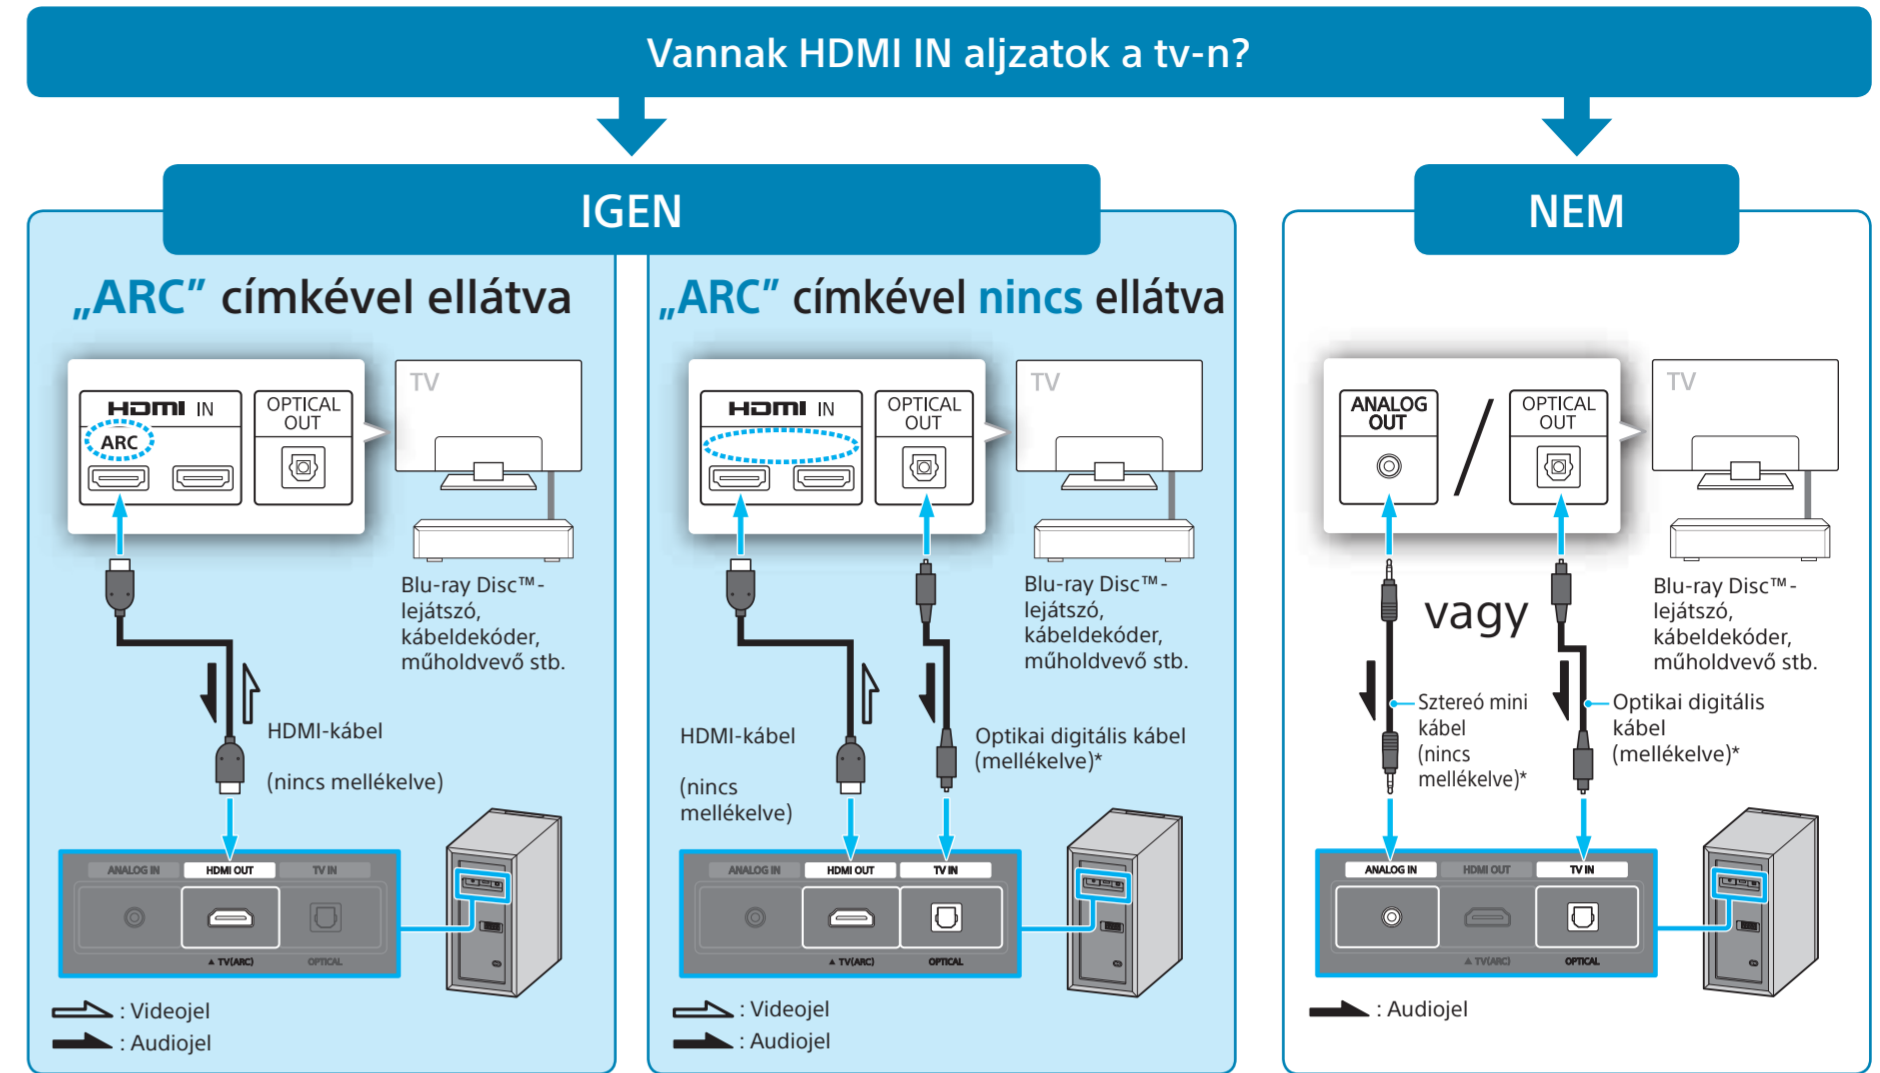 Vannak HDMI IN aljzatok a tv-n?
IGEN
„ARC” címkével ellátva
HDMI IN
ARC
OPTICAL
OUT
TV
Blu-ray Disc™-
lejátszó,
kábeldekóder,
műholdvevő stb.
HDMI-kábel
(nincs mellékelve)
ANALOG IN
HDMI OUT
TV IN
▲ TV(ARC)
OPTICAL
: Videojel
: Audiojel
„ARC” címkével nincs ellátva
HDMI IN
OPTICAL
OUT
TV
Blu-ray Disc™-
lejátszó,
kábeldekóder,
műholdvevő stb.
HDMI-kábel
(nincs
mellékelve)
Optikai digitális kábel
(mellékelve)*
ANALOG IN
HDMI OUT
TV IN
▲ TV(ARC)
OPTICAL
: Videojel
: Audiojel
NEM
ANALOG
OUT
/
OPTICAL
OUT
TV
Blu-ray Disc™-
lejátszó,
kábeldekóder,
műholdvevő stb.
vagy
Sztereó mini
kábel
(nincs
mellékelve)*
Optikai digitális
kábel
(mellékelve)*
ANALOG IN
HDMI OUT
TV IN
▲ TV(ARC)
OPTICAL
: Audiojel